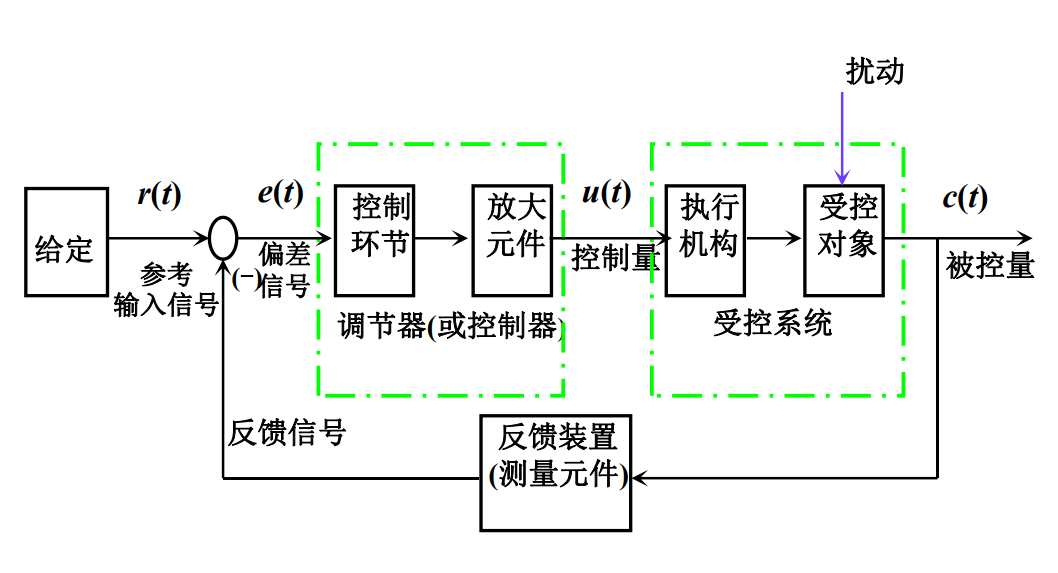 扰动
r(t)
e(t)
u(t)
c(t)
给定
参考
输入信号
(−)
偏差
信号
控制
环节
放大
元件
控制量
执行
机构
受控
对象
被控量
调节器(或控制器)
受控系统
反馈信号
反馈装置
(测量元件)